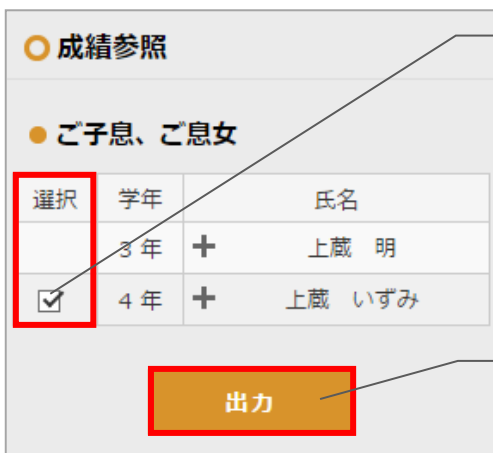 成績参照
ご子息、ご息女
選択 学年 氏名
3 年 上蔵 明
4 年 上蔵 いずみ
出力